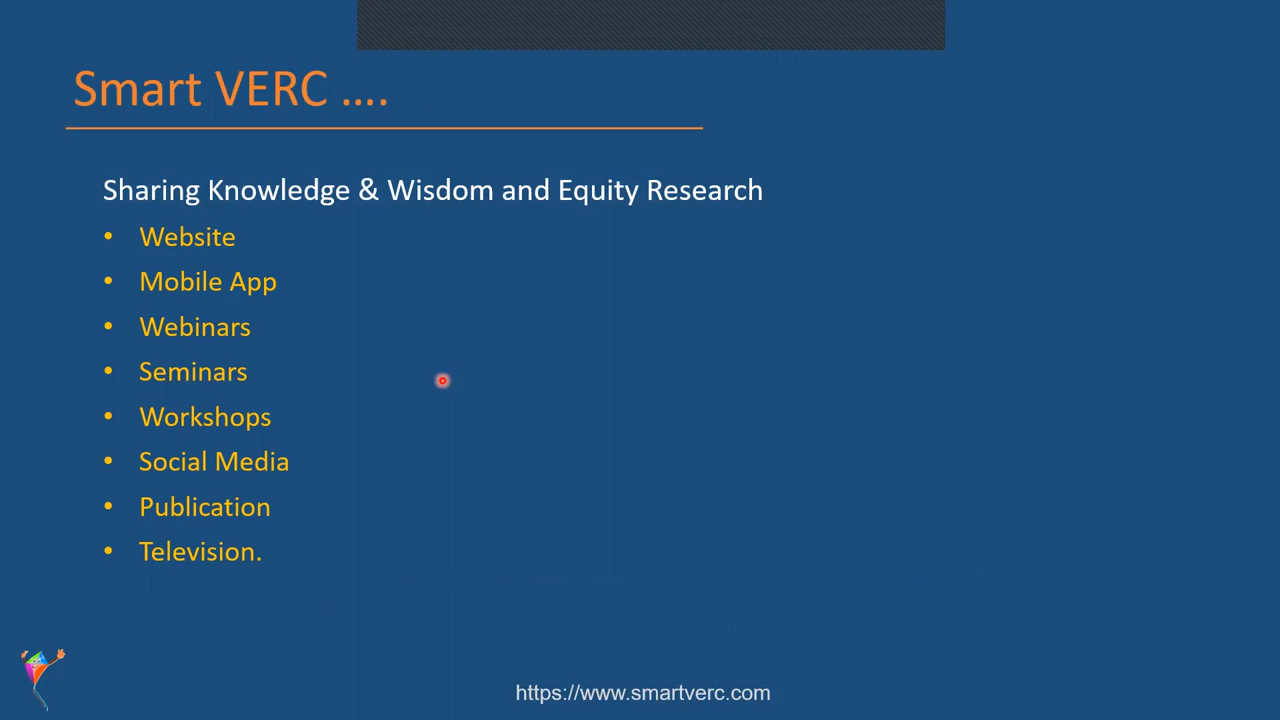 Smart VERC ....
Sharing Knowledge & Wisdom and Equity Research
• Website
• Mobile App
• Webinars
• Seminars
• Workshops
• Social Media
• Publication
• Television.
https://www.smartverc.com